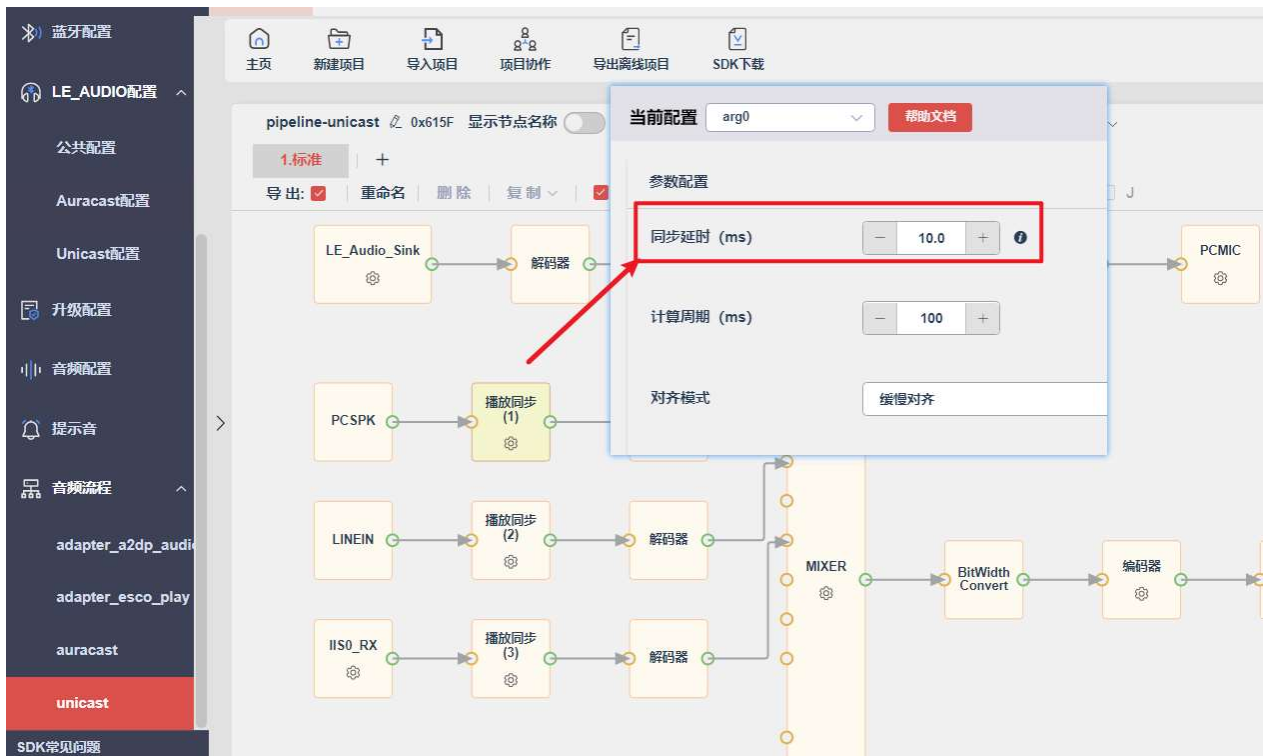 蓝牙配置
LE_AUDIO配置
公共配置
Auracast配置
Unicast配置
升级配置
音频配置
提示音
音频流程
adapter_a2dp_audi
adapter_esco_play
auracast
unicast
SDK常见问题
主页
新建项目
导入项目
项目协作
导出离线项目
SDK下载
pipeline-unicast 0x615F 显示节点名称
1.标准 +
导出: 重命名 删除 复制
J
当前配置 arg0 帮助文档
参数配置
同步延时 (ms) − 10.0 +
计算周期 (ms) − 100 +
对齐模式 缓慢对齐
LE_Audio_Sink
解码器
PCMIC
PCSPK
播放同步
(1)
LINEIN
播放同步
(2)
解码器
IIS0_RX
播放同步
(3)
解码器
MIXER
BitWidth
Convert
编码器